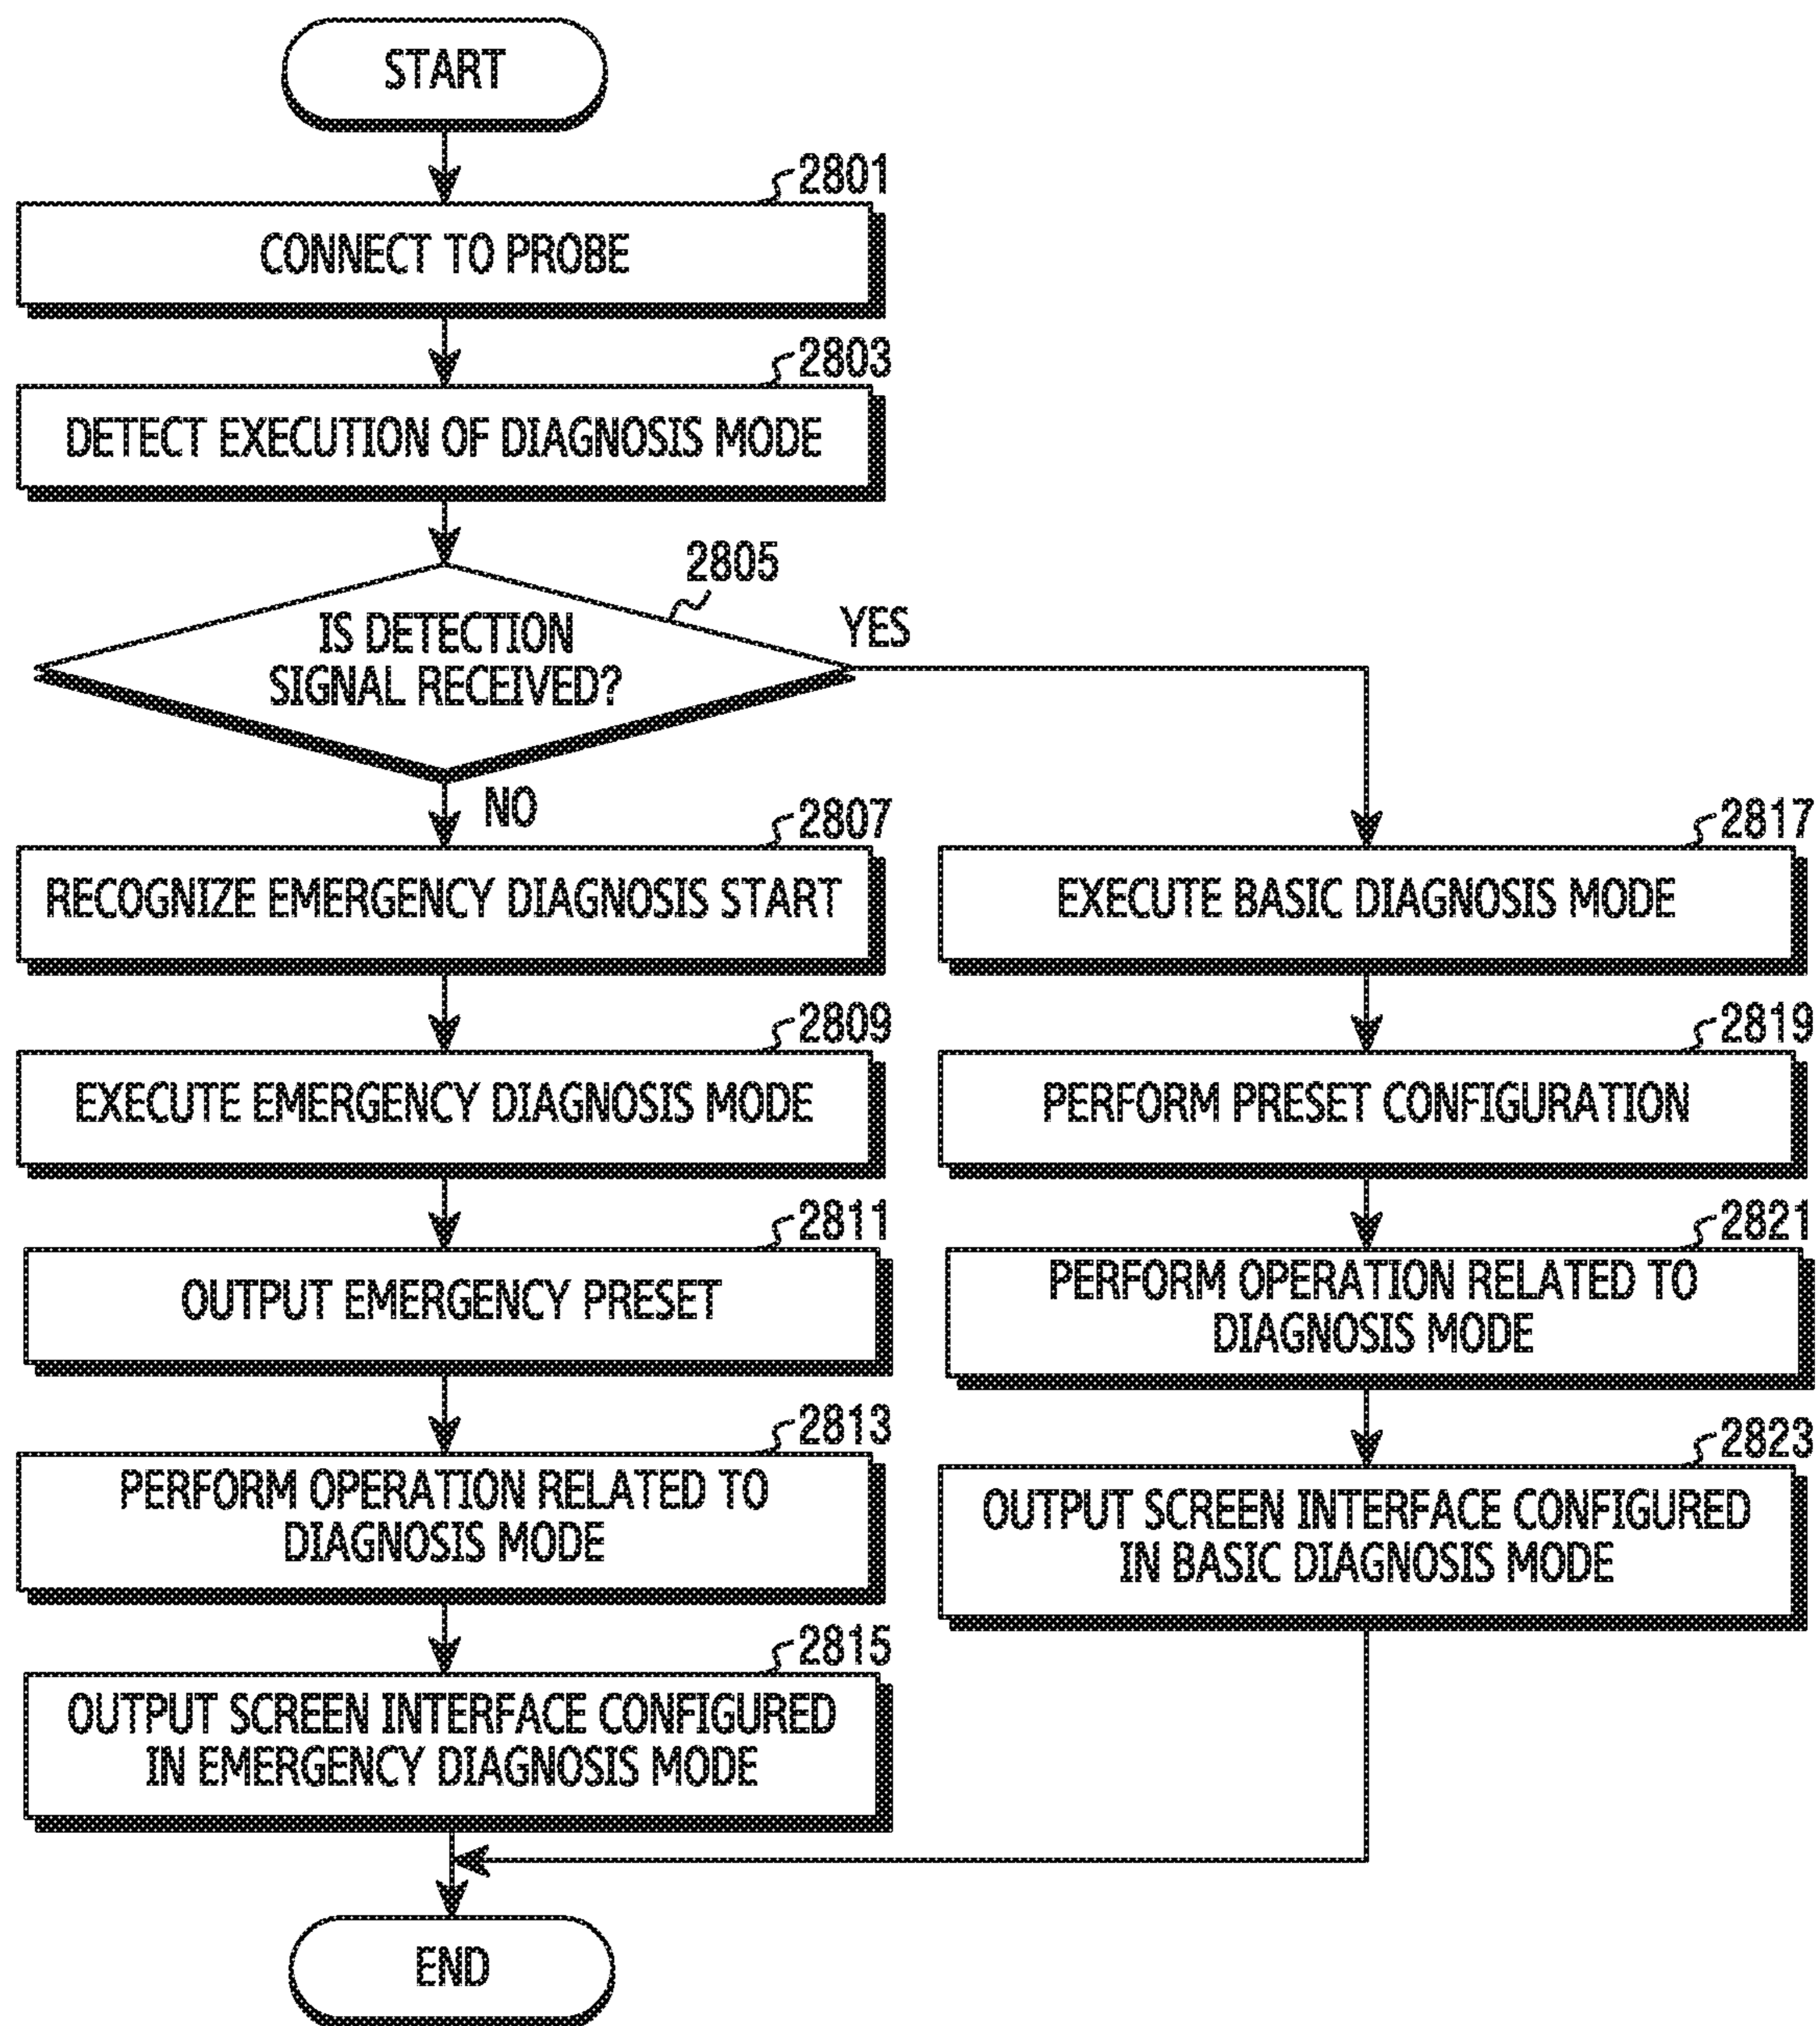 START
2801
CONNECT TO PROBE
2803
DETECT EXECUTION OF DIAGNOSIS MODE
2805
IS DETECTION
SIGNAL RECEIVED?
YES
NO
2807
RECOGNIZE EMERGENCY DIAGNOSIS START
2809
EXECUTE EMERGENCY DIAGNOSIS MODE
2811
OUTPUT EMERGENCY PRESET
2813
PERFORM OPERATION RELATED TO
DIAGNOSIS MODE
2815
OUTPUT SCREEN INTERFACE CONFIGURED
IN EMERGENCY DIAGNOSIS MODE
2817
EXECUTE BASIC DIAGNOSIS MODE
2819
PERFORM PRESET CONFIGURATION
2821
PERFORM OPERATION RELATED TO
DIAGNOSIS MODE
2823
OUTPUT SCREEN INTERFACE CONFIGURED
IN BASIC DIAGNOSIS MODE
END